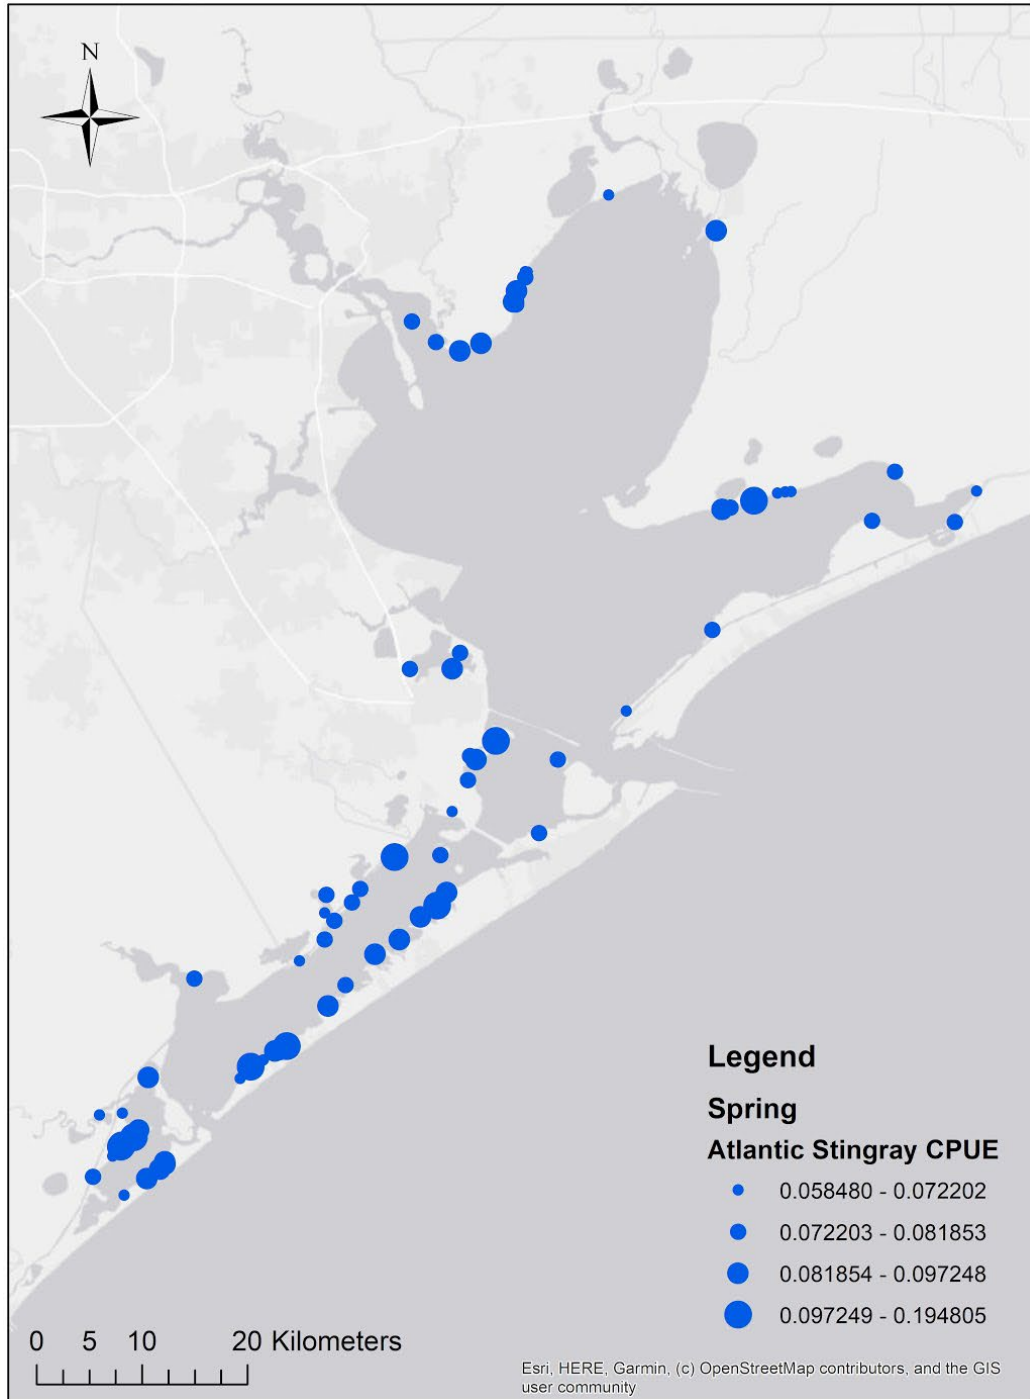 N
Legend
Spring
Atlantic Stingray CPUE
0.058480 - 0.072202
0.072203 - 0.081853
0.081854 - 0.097248
0.097249 - 0.194805
0 5 10 20 Kilometers
Esri, HERE, Garmin, (c) OpenStreetMap contributors, and the GIS
user community